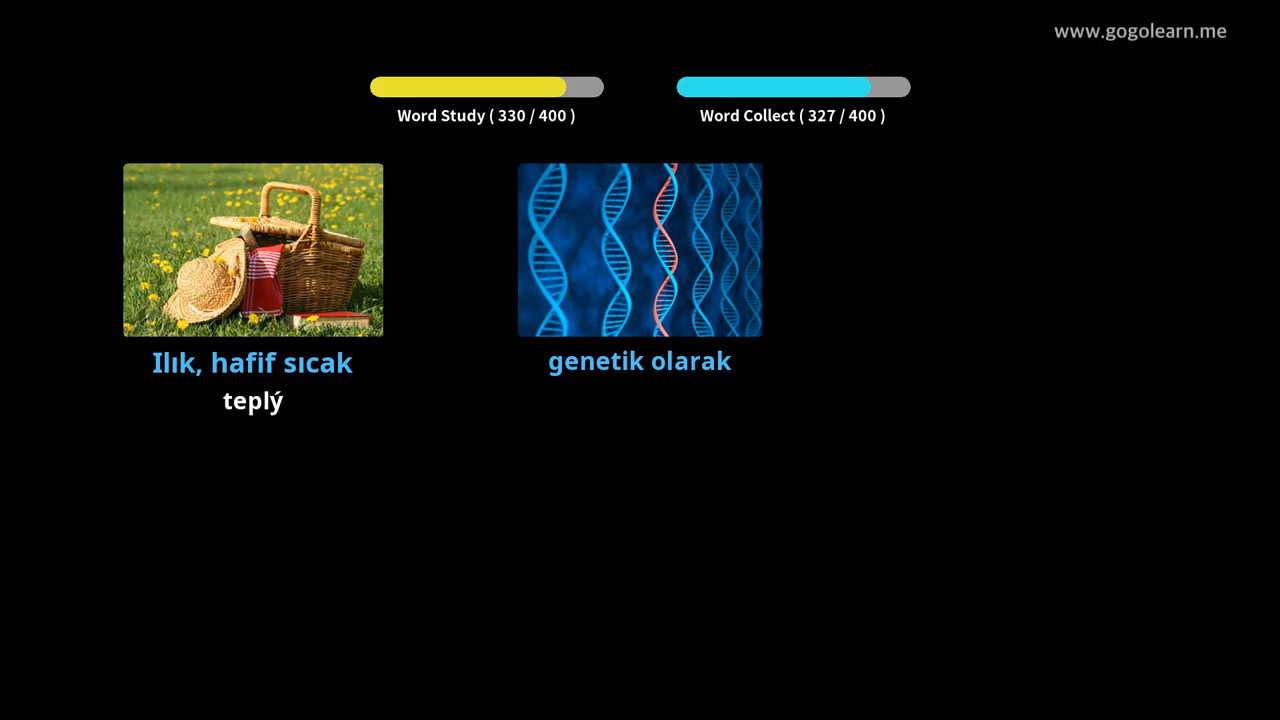 www.gogolearn.me
Word Study ( 330 / 400 )
Word Collect ( 327 / 400 )
Ilık, hafif sıcak
teplý
genetik olarak